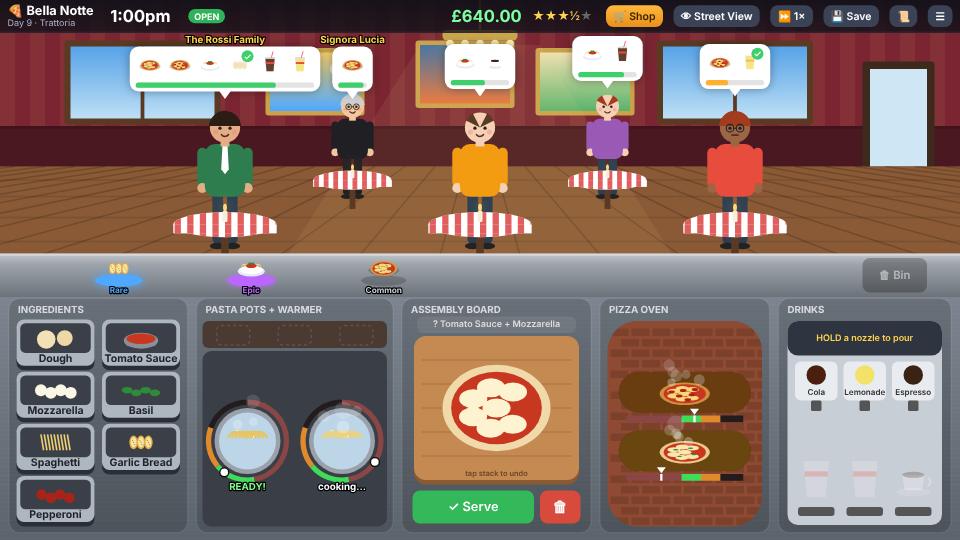 🍕 Bella Notte
Day 9 · Trattoria
1:00pm
OPEN
£640.00
★★★½★
🛒 Shop
👁 Street View
⏩ 1×
💾 Save
📜
☰
The Rossi Family
Signora Lucia
Rare
Epic
Common
🗑 Bin
INGREDIENTS
Dough
Tomato Sauce
Mozzarella
Basil
Spaghetti
Garlic Bread
Pepperoni
PASTA POTS + WARMER
READY!
cooking...
ASSEMBLY BOARD
? Tomato Sauce + Mozzarella
tap stack to undo
✓ Serve
PIZZA OVEN
DRINKS
HOLD a nozzle to pour
Cola
Lemonade
Espresso